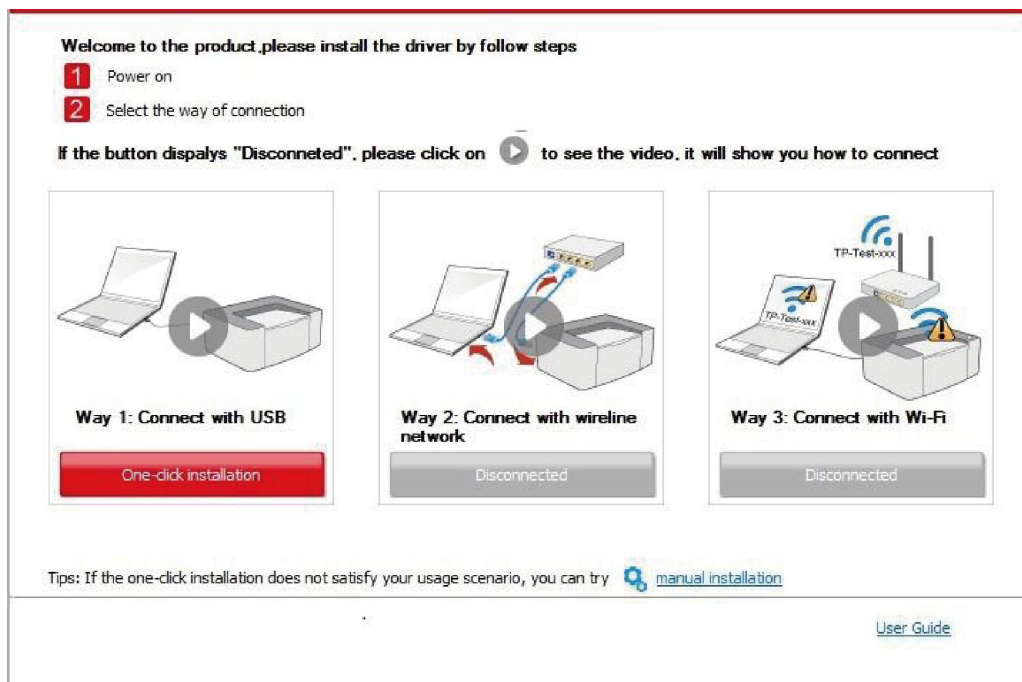 Welcome to the product,please install the driver by follow steps
1 Power on
2 Select the way of connection
If the button dispalys "Disconneted", please click on to see the video, it will show you how to connect
TP-Test-xxx
TP-Test-xxx
Way 1: Connect with USB
One-click installation
Way 2: Connect with wireline
network
Disconnected
Way 3: Connect with Wi-Fi
Disconnected
Tips: If the one-click installation does not satisfy your usage scenario, you can try manual installation
User Guide